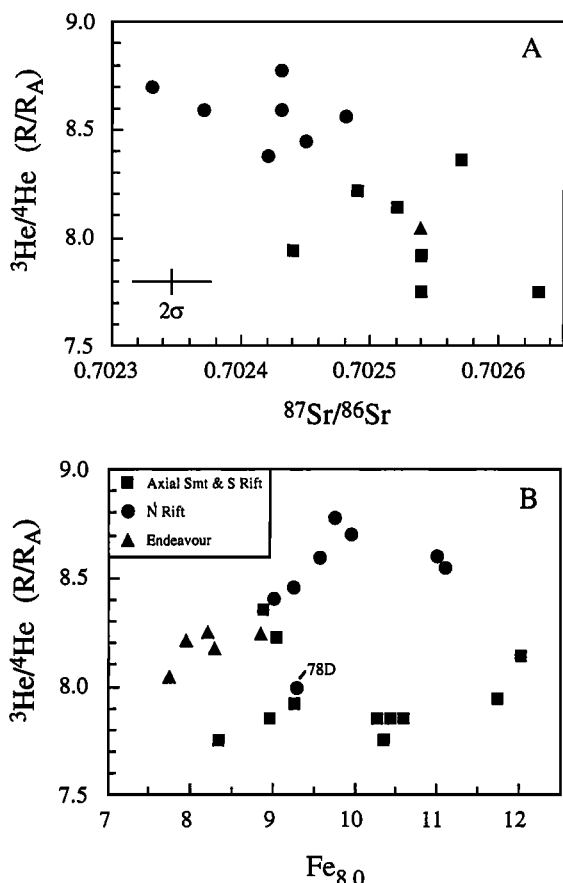 A
9.0
8.5
8.0
7.5
³He/⁴He (R/R_A)
2σ
0.7023
0.7024
0.7025
0.7026
⁸⁷Sr/⁸⁶Sr
B
Axial Smt & S Rift
N Rift
Endeavour
9.0
8.5
8.0
7.5
³He/⁴He (R/R_A)
78D
7 8 9 10 11 12
Fe₈.₀